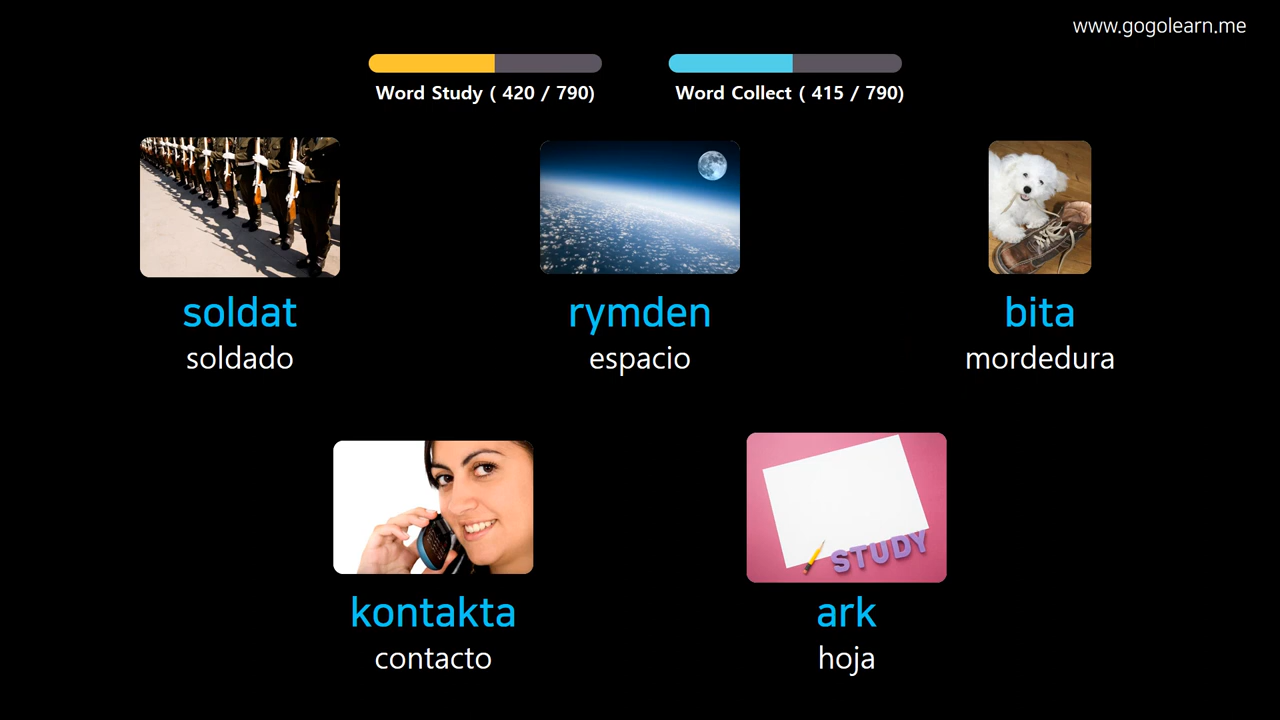 www.gogolearn.me
Word Study ( 420 / 790)
Word Collect ( 415 / 790)
soldat
soldado
rymden
espacio
bita
mordedura
kontakta
contacto
STUDY
ark
hoja